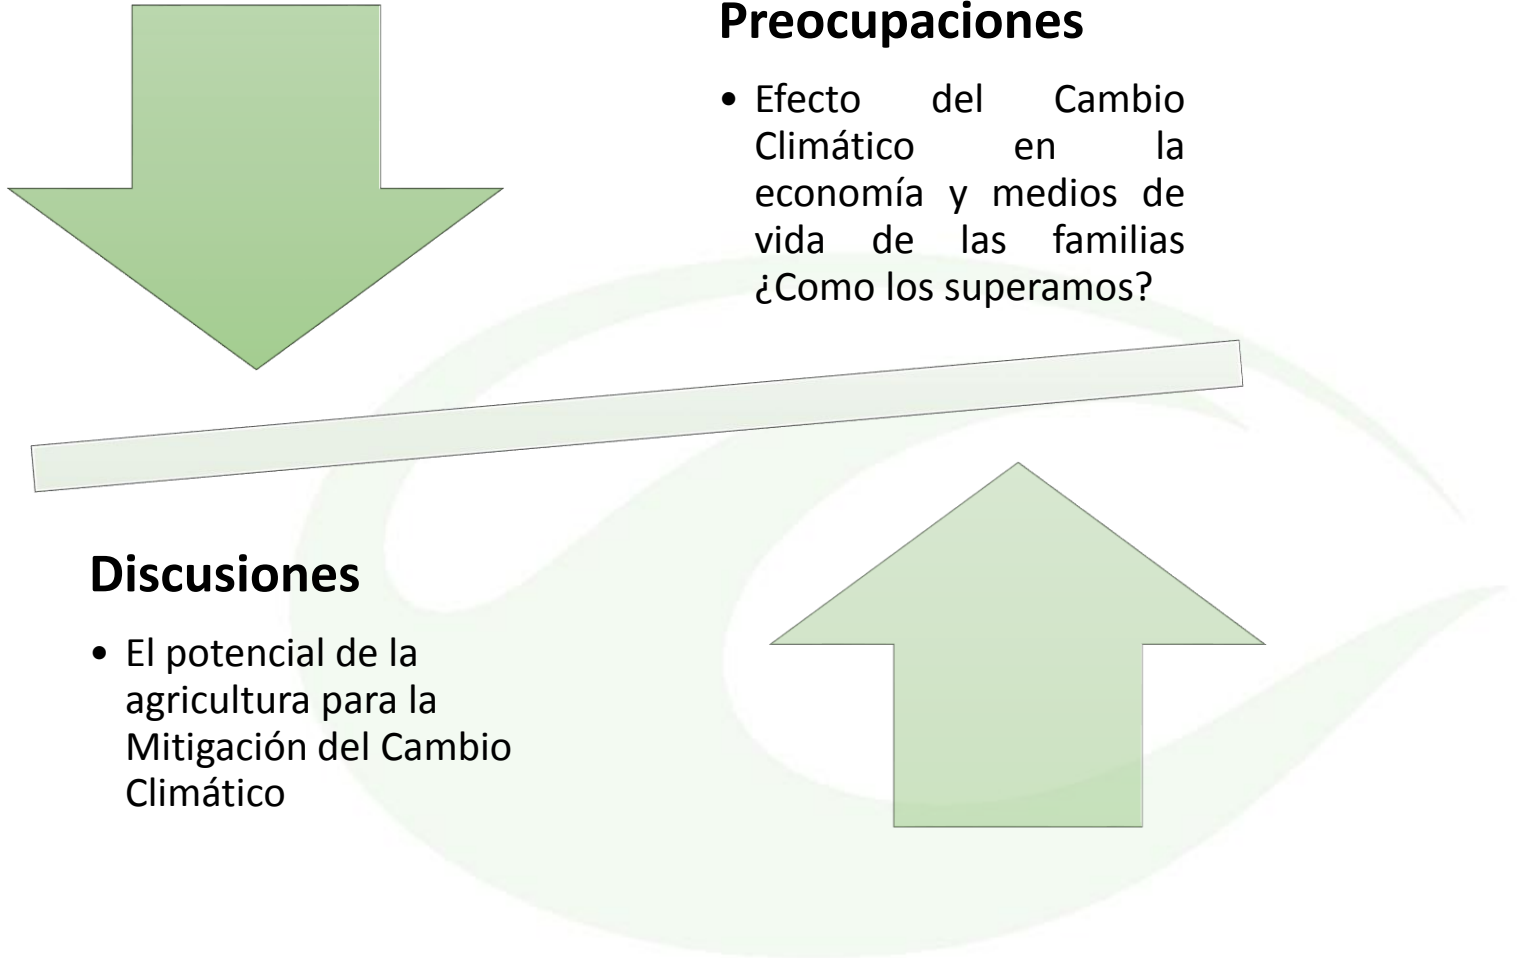 Preocupaciones
• Efecto del Cambio
Climático en la
economía y medios de
vida de las familias
¿Como los superamos?
Discusiones
• El potencial de la
agricultura para la
Mitigación del Cambio
Climático